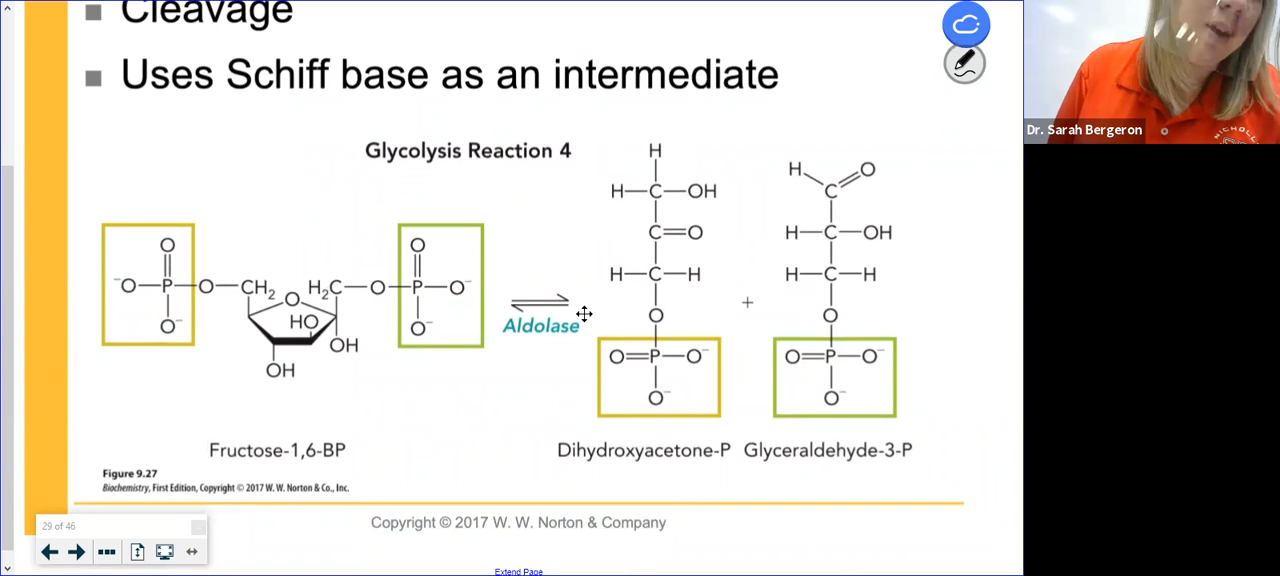 Cleavage
Uses Schiff base as an intermediate
Glycolysis Reaction 4
H
H—C—OH
C=O
H—C—H
O
O=P—O⁻
O⁻
H
O
C
H—C—OH
H—C—H
O
O=P—O⁻
O⁻
+
O
⁻O—P—O—CH₂
O⁻
O
H₂C—O—P—O⁻
O⁻
O
HO
OH
OH
Aldolase
Fructose-1,6-BP
Dihydroxyacetone-P
Glyceraldehyde-3-P
Figure 9.27
Biochemistry, First Edition, Copyright © 2017 W. W. Norton & Co., Inc.
Copyright © 2017 W. W. Norton & Company
29 of 46
Extend Page
Dr. Sarah Bergeron
NICHOLL